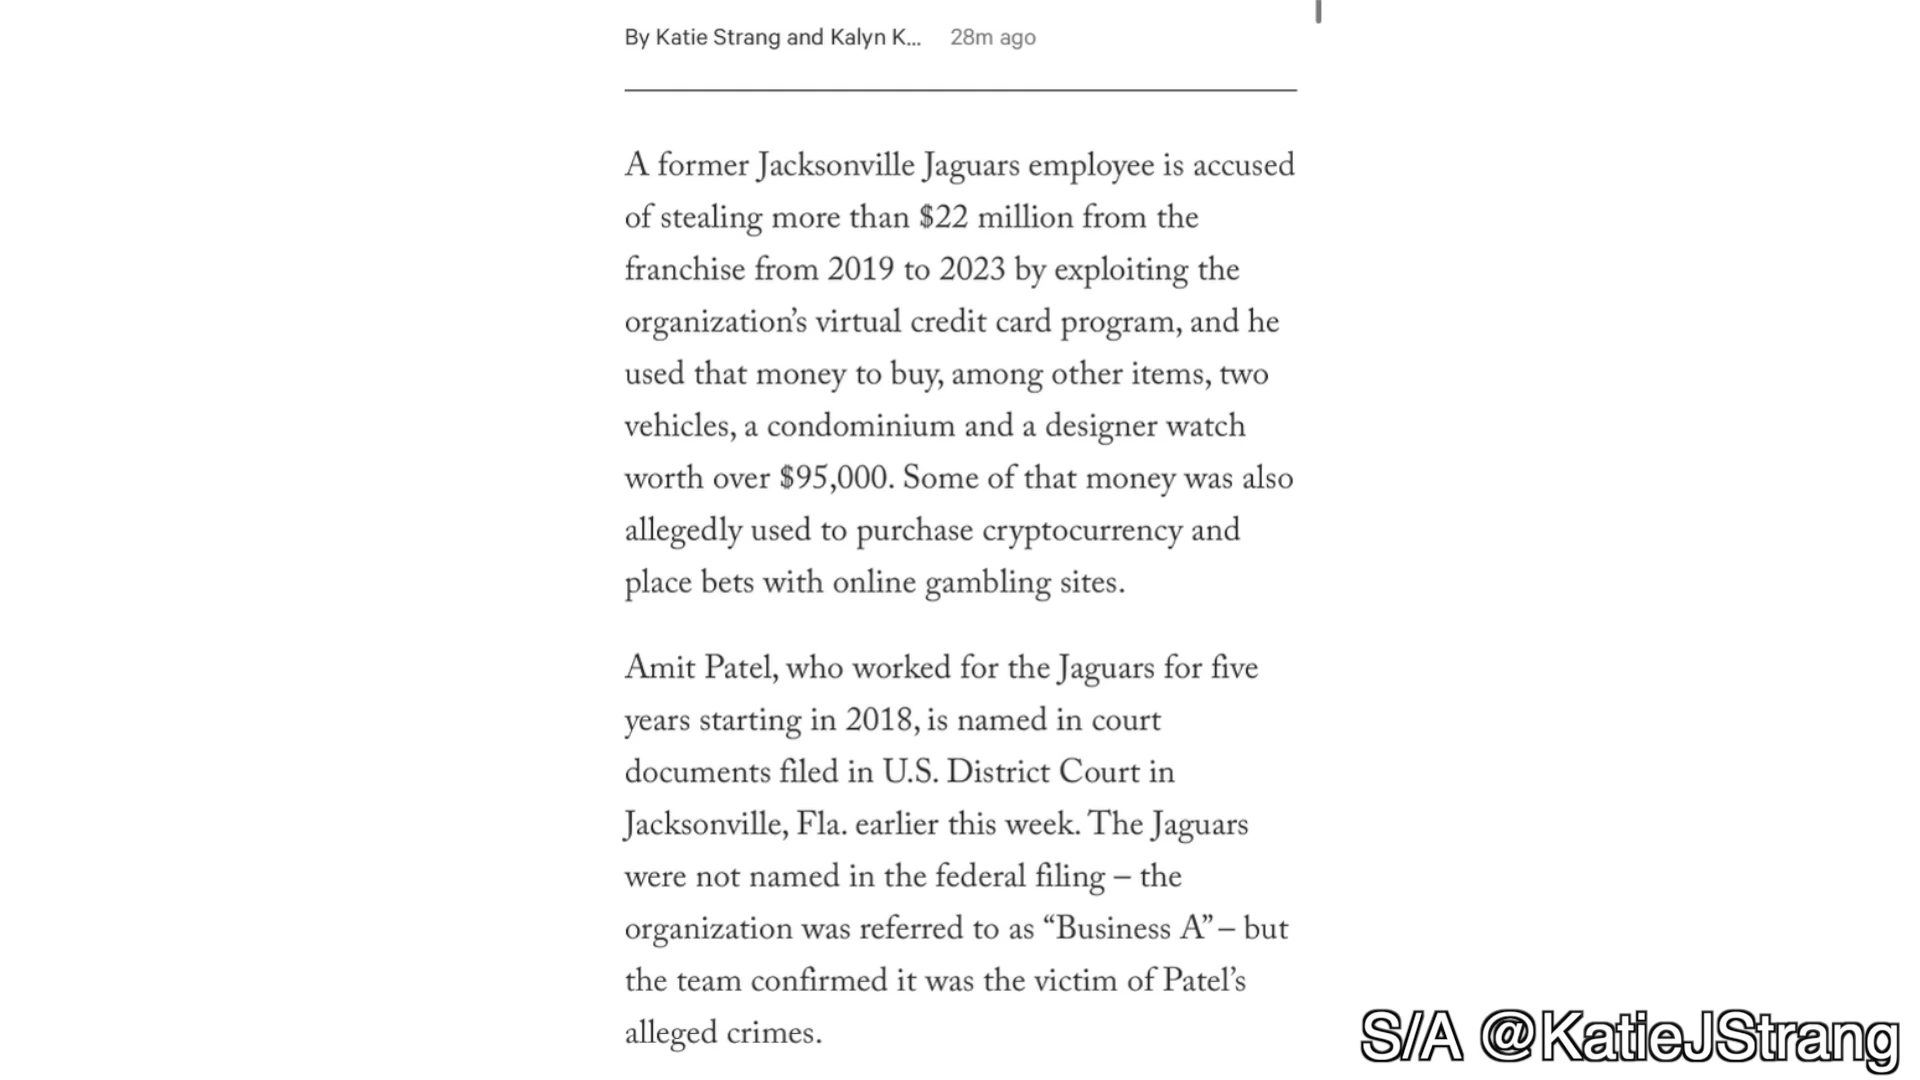 By Katie Strang and Kalyn K... 28m ago
A former Jacksonville Jaguars employee is accused
of stealing more than $22 million from the
franchise from 2019 to 2023 by exploiting the
organization’s virtual credit card program, and he
used that money to buy, among other items, two
vehicles, a condominium and a designer watch
worth over $95,000. Some of that money was also
allegedly used to purchase cryptocurrency and
place bets with online gambling sites.
Amit Patel, who worked for the Jaguars for five
years starting in 2018, is named in court
documents filed in U.S. District Court in
Jacksonville, Fla. earlier this week. The Jaguars
were not named in the federal filing – the
organization was referred to as “Business A” – but
the team confirmed it was the victim of Patel’s
alleged crimes.
S/A @KatieJStrang